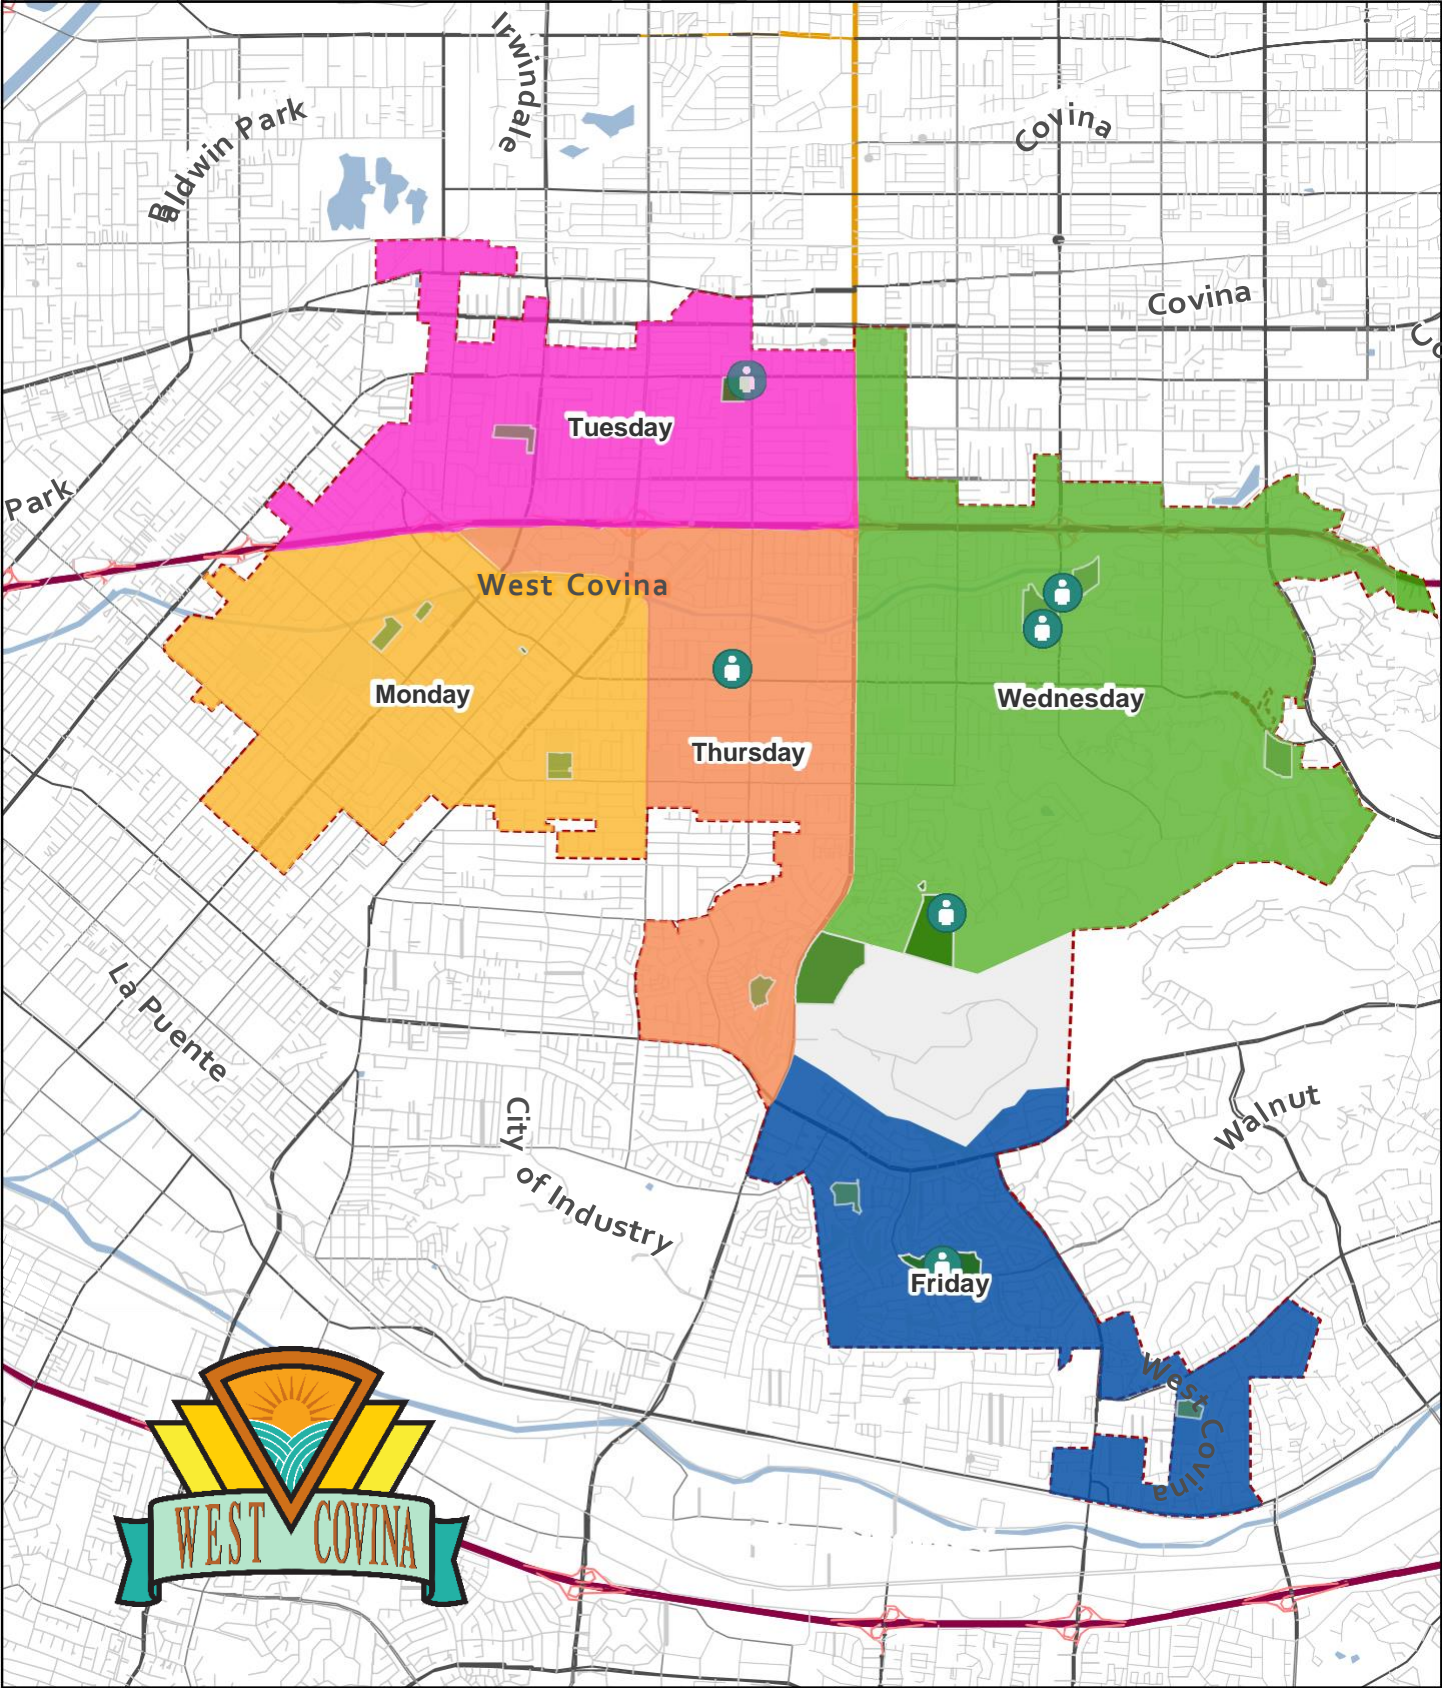 Irwindale
Baldwin Park
Covina
Covina
Co
Tuesday
Park
West Covina
Monday
Wednesday
Thursday
La Puente
City
of Industry
Walnut
Friday
West Covina
WEST COVINA